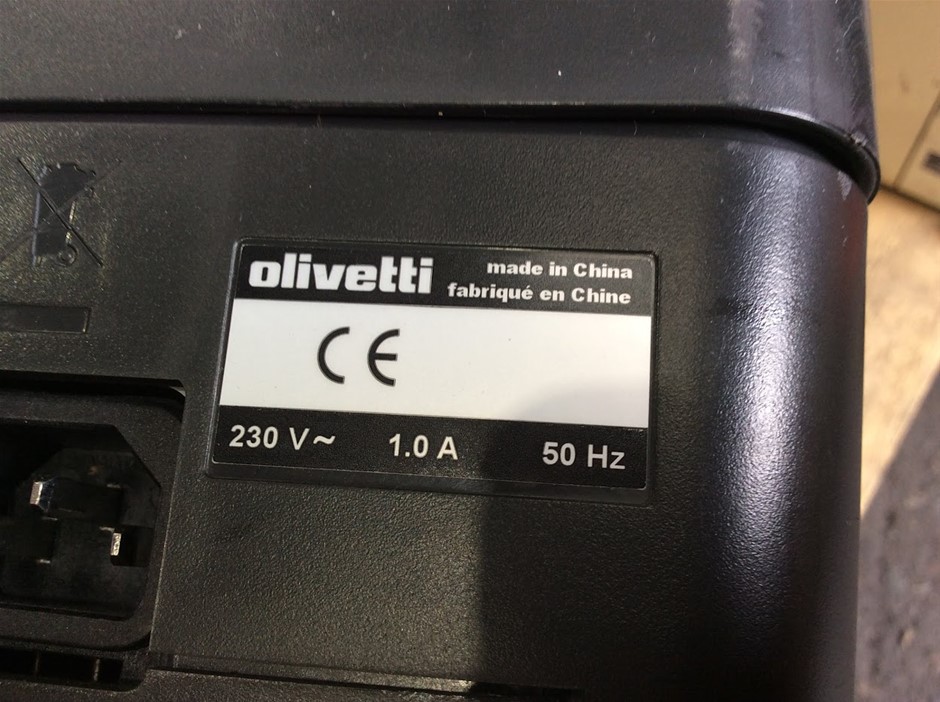 olivetti
made in China
fabriqué en Chine
CE
230 V~ 1.0 A 50 Hz